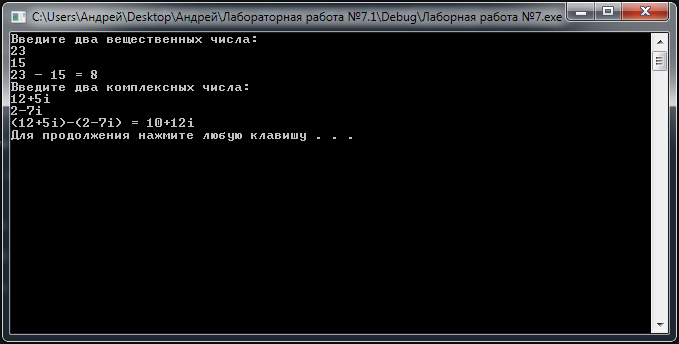 C:\Users\Андрей\Desktop\Андрей\Лабораторная работа №7.1\Debug\Лаборная работа №7.exe
Введите два вещественных числа:
23
15
23 - 15 = 8
Введите два комплексных числа:
12+5i
2-7i
(12+5i)-(2-7i) = 10+12i
Для продолжения нажмите любую клавишу . . .